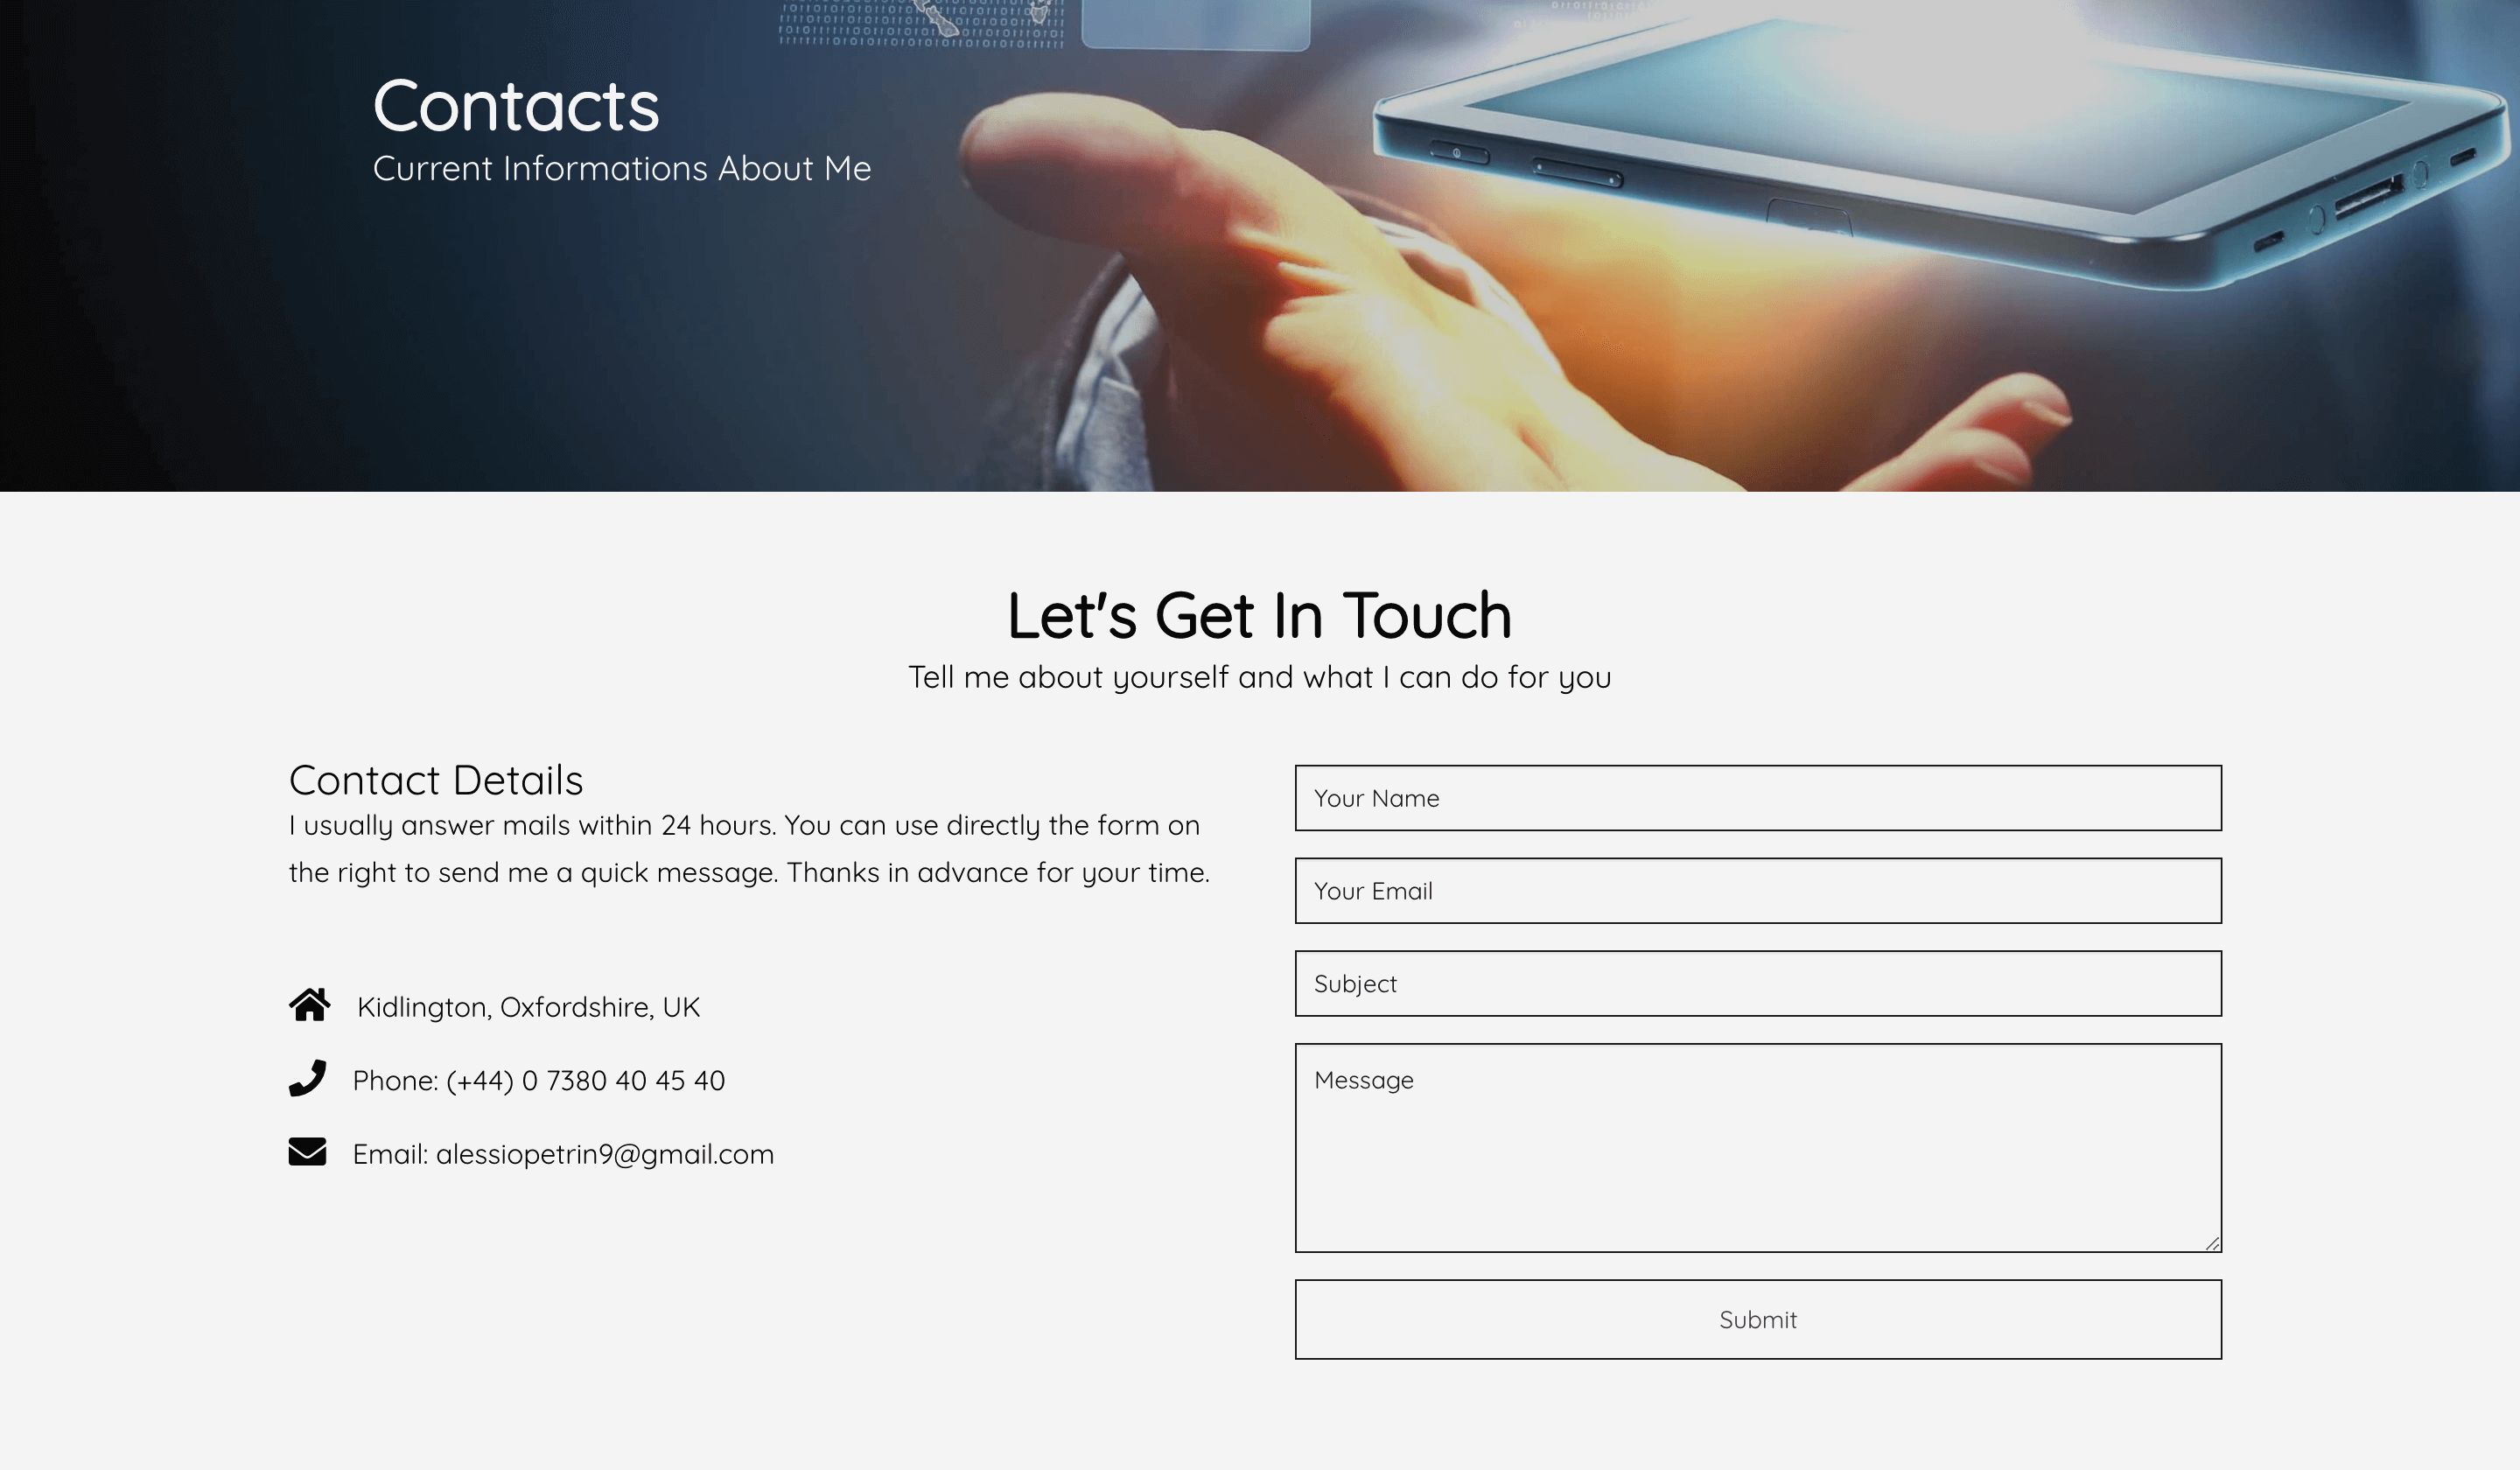 Contacts
Current Informations About Me
Let's Get In Touch
Tell me about yourself and what I can do for you
Contact Details
I usually answer mails within 24 hours. You can use directly the form on
the right to send me a quick message. Thanks in advance for your time.
Kidlington, Oxfordshire, UK
Phone: (+44) 0 7380 40 45 40
Email: alessiopetrin9@gmail.com
Your Name
Your Email
Subject
Message
Submit